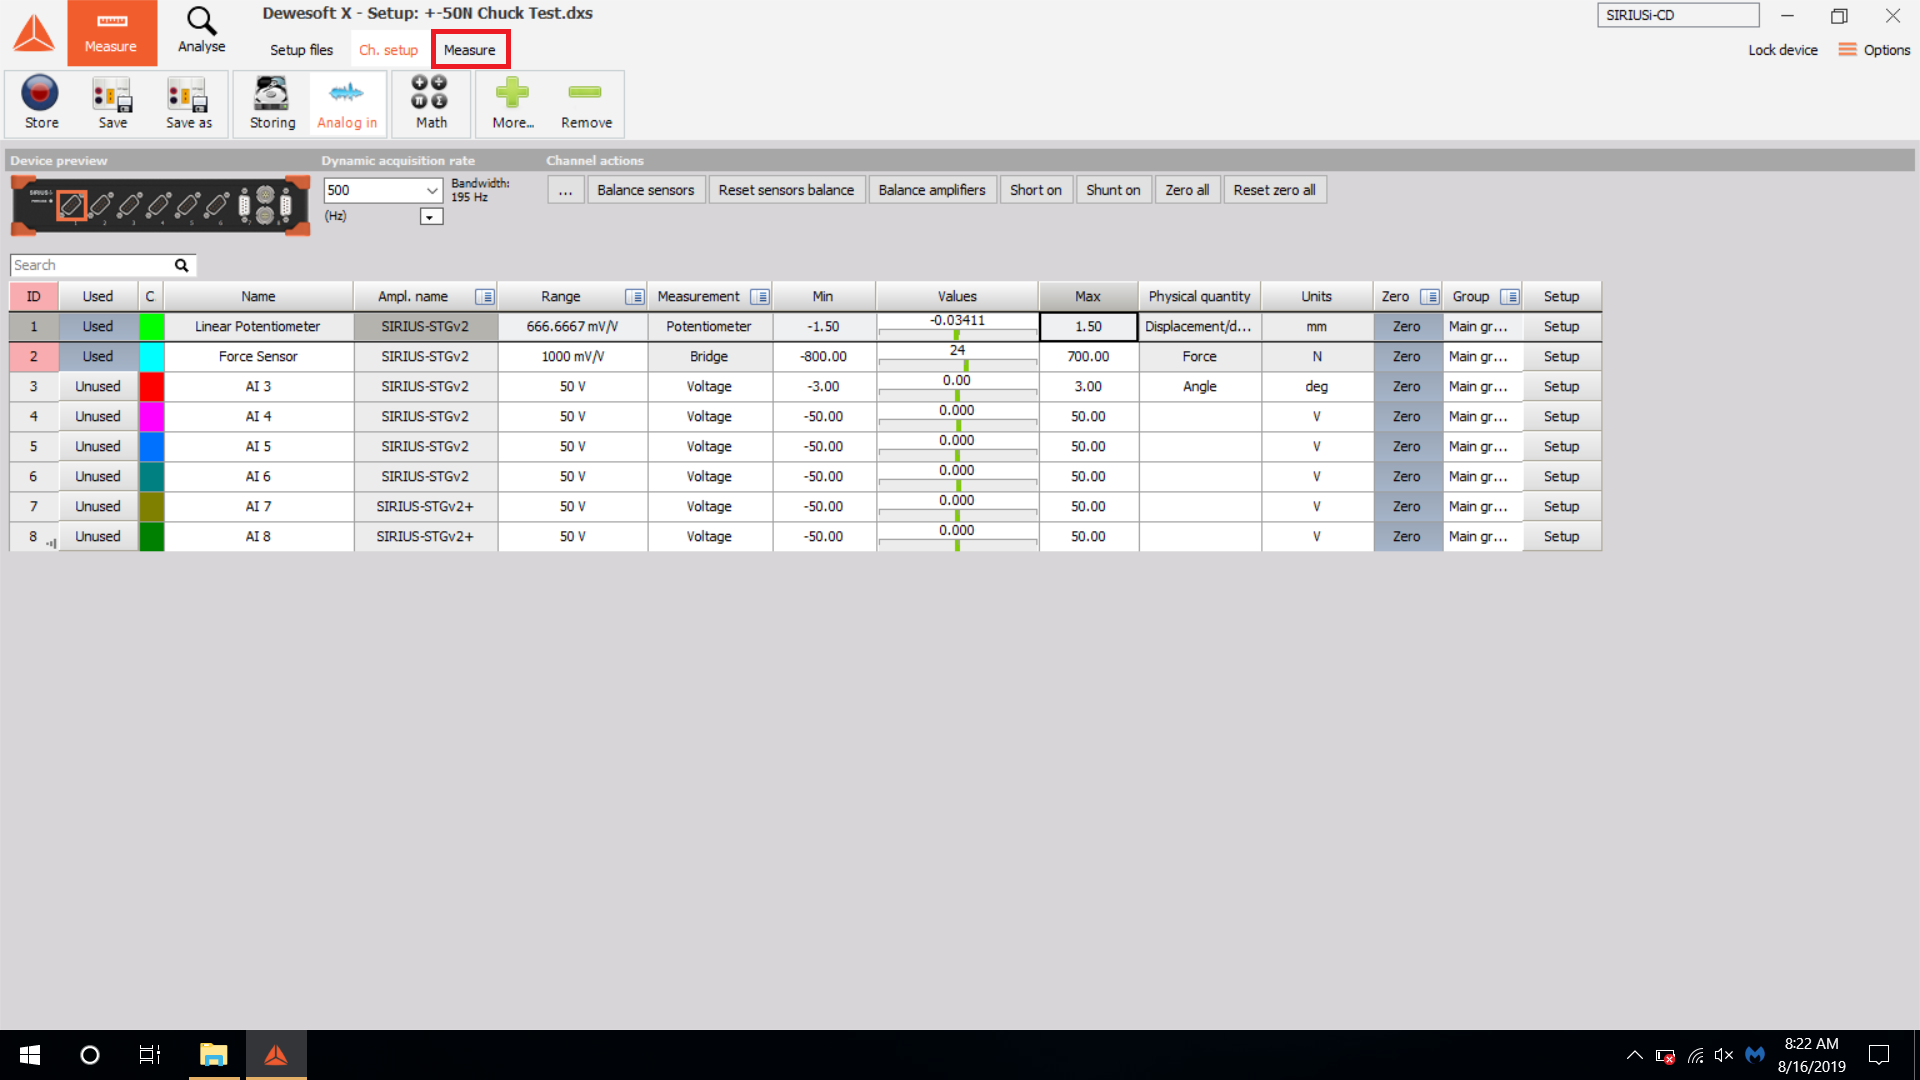 Dewesoft X - Setup: +-50N Chuck Test.dxs
SIRIUSi-CD
Measure
Analyse
Setup files
Ch. setup
Measure
Lock device
Options
Store
Save
Save as
Storing
Analog in
Math
More...
Remove
Device preview
Dynamic acquisition rate
Channel actions
500
Bandwidth:
195 Hz
(Hz)
...
Balance sensors
Reset sensors balance
Balance amplifiers
Short on
Shunt on
Zero all
Reset zero all
Search
ID Used C. Name Ampl. name Range Measurement Min Values Max Physical quantity Units Zero Group Setup
1 Used Linear Potentiometer SIRIUS-STGv2 666.6667 mV/V Potentiometer -1.50 -0.03411 1.50 Displacement/d... mm Zero Main gr... Setup
2 Used Force Sensor SIRIUS-STGv2 1000 mV/V Bridge -800.00 24 700.00 Force N Zero Main gr... Setup
3 Unused AI 3 SIRIUS-STGv2 50 V Voltage -3.00 0.00 3.00 Angle deg Zero Main gr... Setup
4 Unused AI 4 SIRIUS-STGv2 50 V Voltage -50.00 0.000 50.00 V Zero Main gr... Setup
5 Unused AI 5 SIRIUS-STGv2 50 V Voltage -50.00 0.000 50.00 V Zero Main gr... Setup
6 Unused AI 6 SIRIUS-STGv2 50 V Voltage -50.00 0.000 50.00 V Zero Main gr... Setup
7 Unused AI 7 SIRIUS-STGv2+ 50 V Voltage -50.00 0.000 50.00 V Zero Main gr... Setup
8 Unused AI 8 SIRIUS-STGv2+ 50 V Voltage -50.00 0.000 50.00 V Zero Main gr... Setup
8:22 AM
8/16/2019